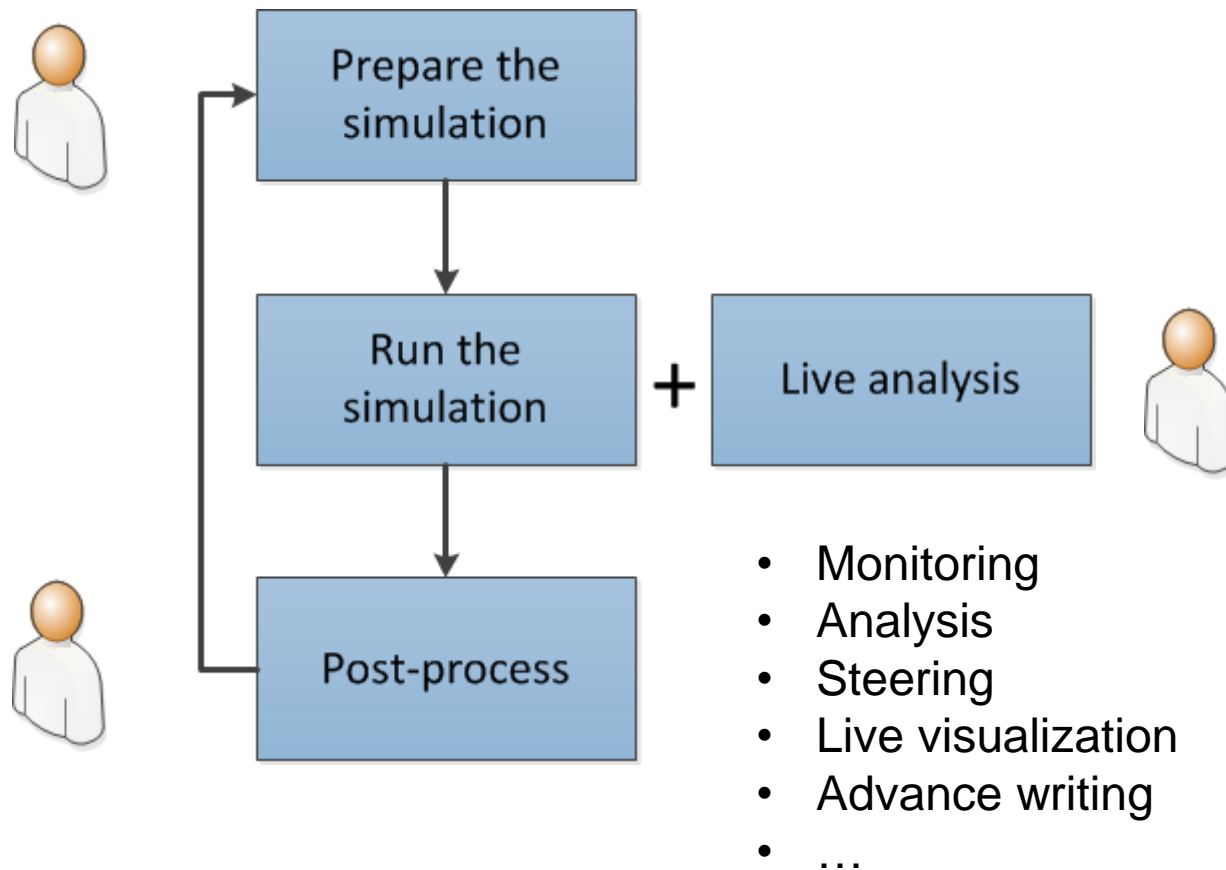 Prepare the
simulation
Run the
simulation
+
Live analysis
Post-process
• Monitoring
• Analysis
• Steering
• Live visualization
• Advance writing
• …